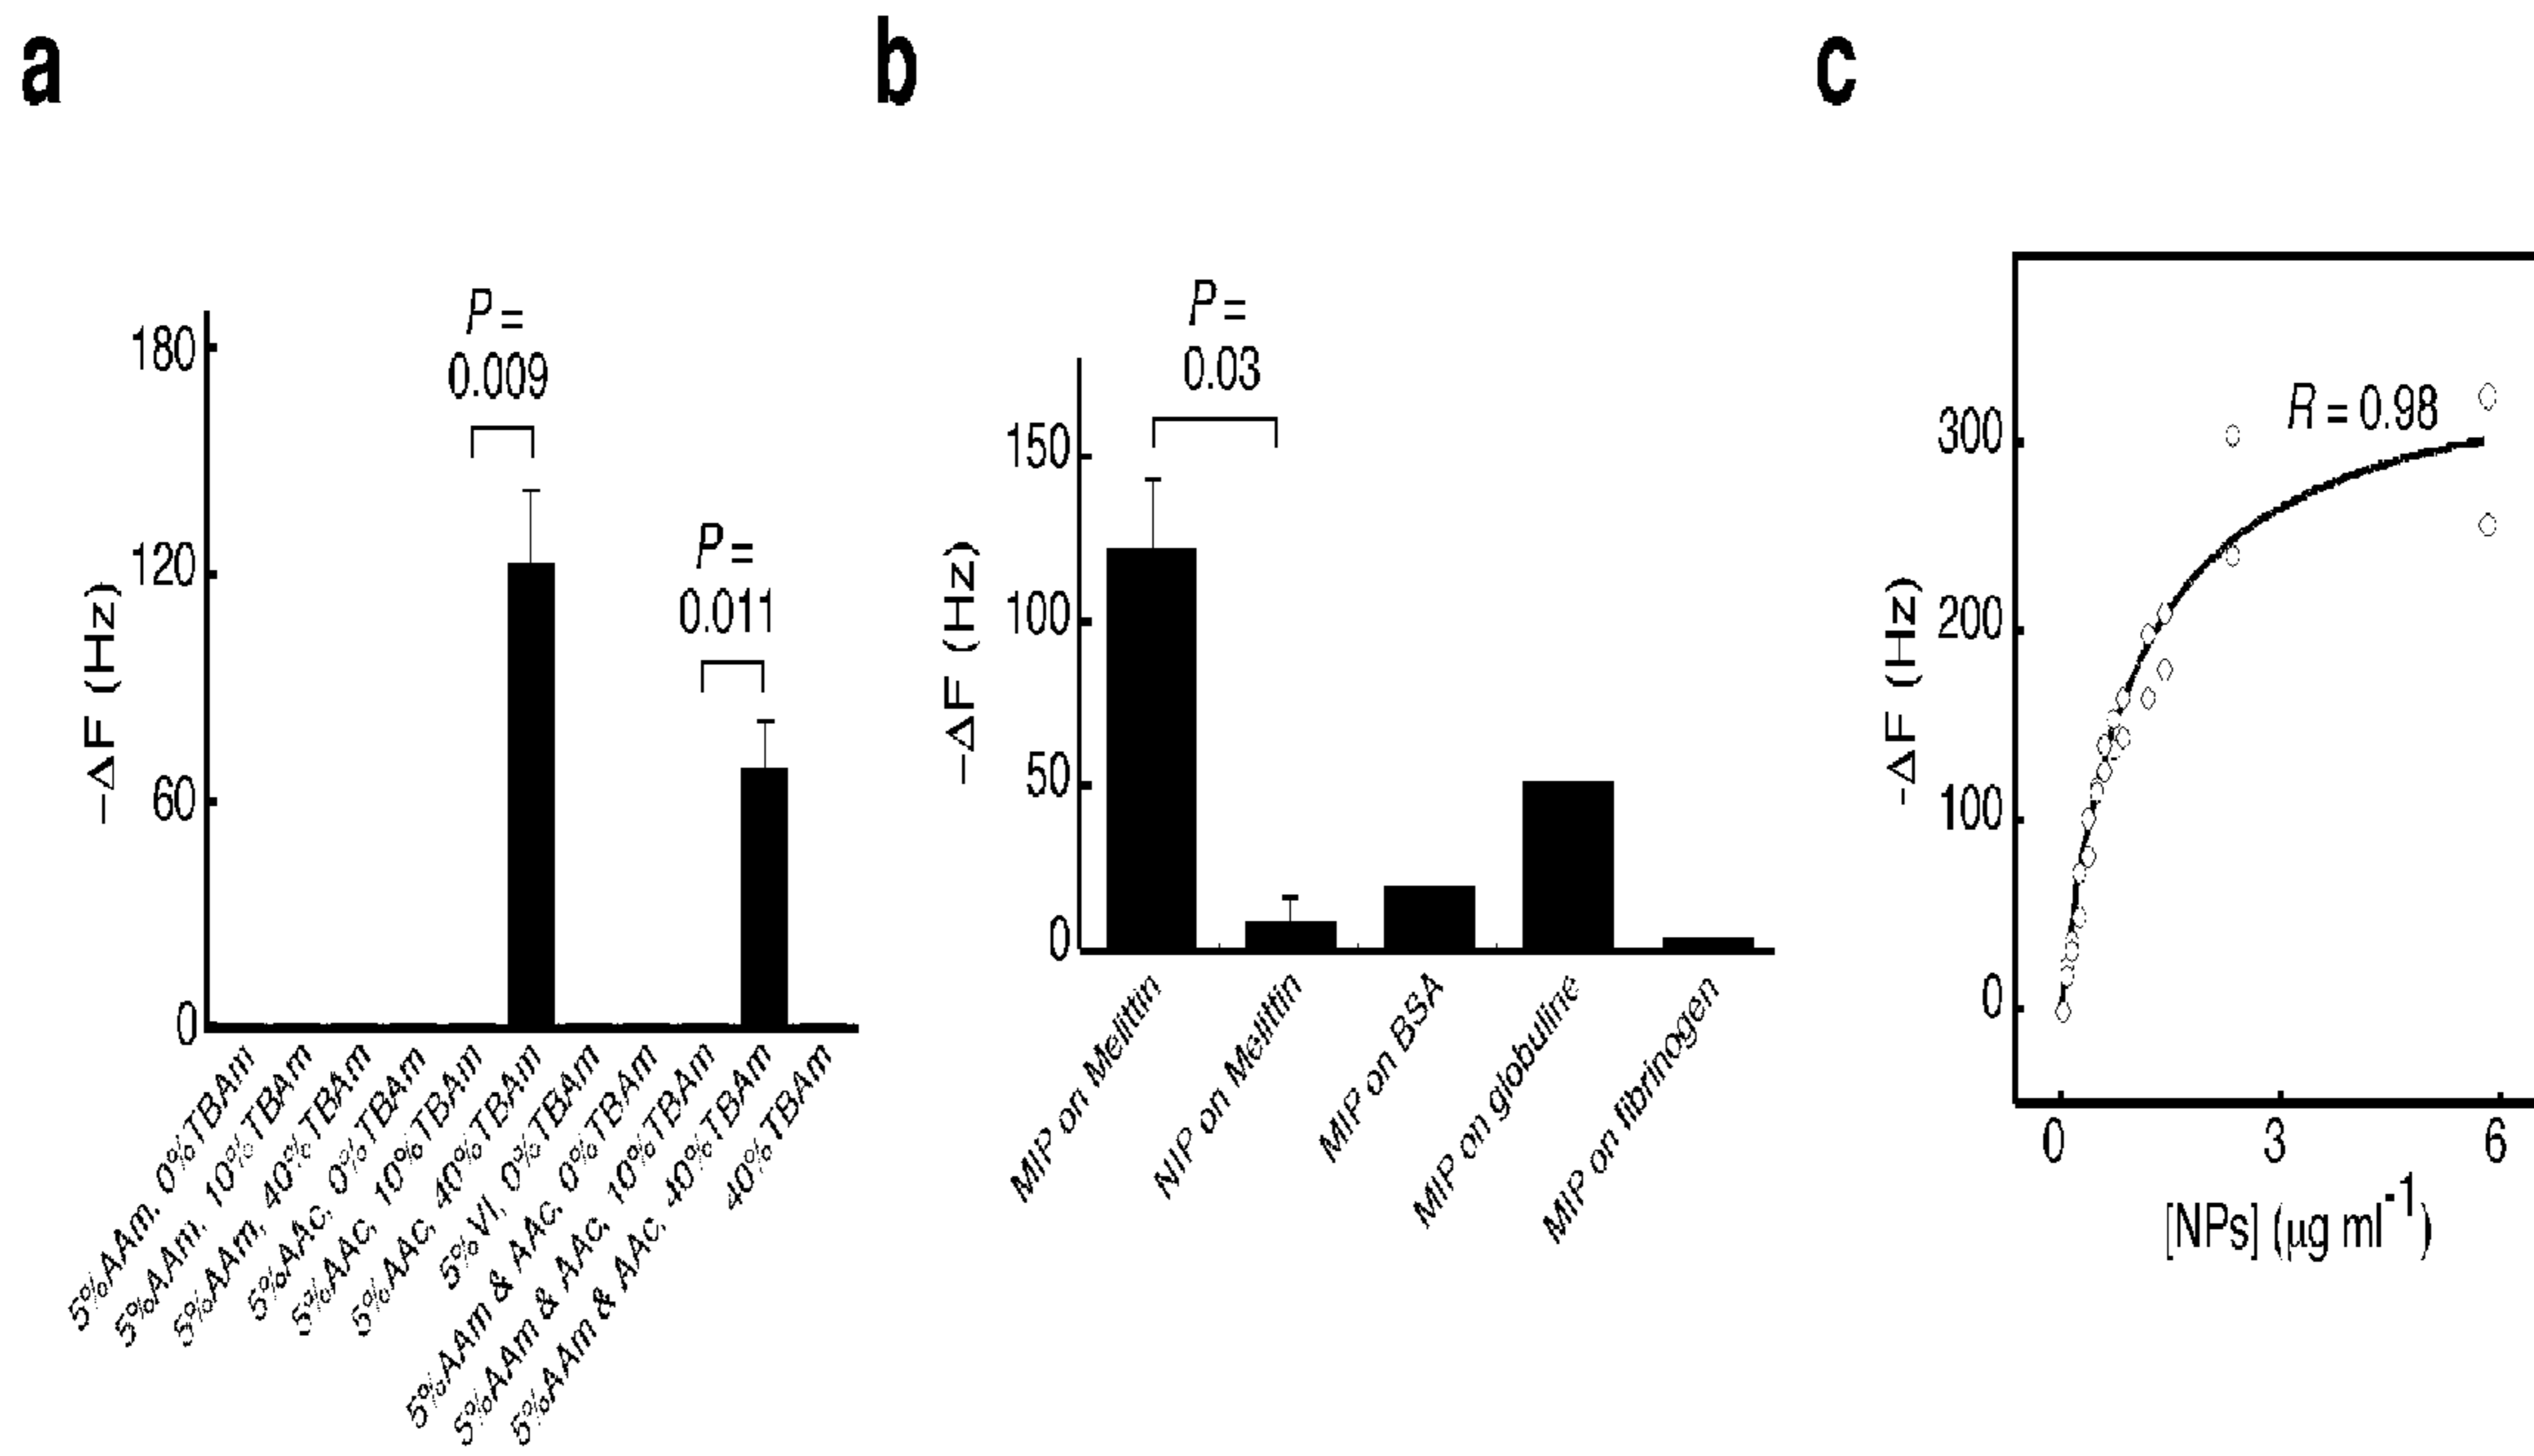 a
P =
0.009
P =
0.011
180
120
60
0
−ΔF (Hz)
5%AAm. 0%TBAm
5%AAm, 10%TBAm
5%AAm, 40%TBAm
5%AAc, 0%TBAm
5%AAc, 10%TBAm
5%AAc, 40%TBAm
5%VI, 0%TBAm
5%AAm & AAc, 0%TBAm
5%AAm & AAc, 10%TBAm
5%AAm & AAc, 40%TBAm
40%TBAm
b
P =
0.03
150
100
50
0
−ΔF (Hz)
MIP on Melittin
NIP on Melittin
MIP on BSA
MIP on globuline
MIP on fibrinogen
c
R = 0.98
300
200
100
0
-ΔF (Hz)
0 3 6
[NPs] (μg ml⁻¹)